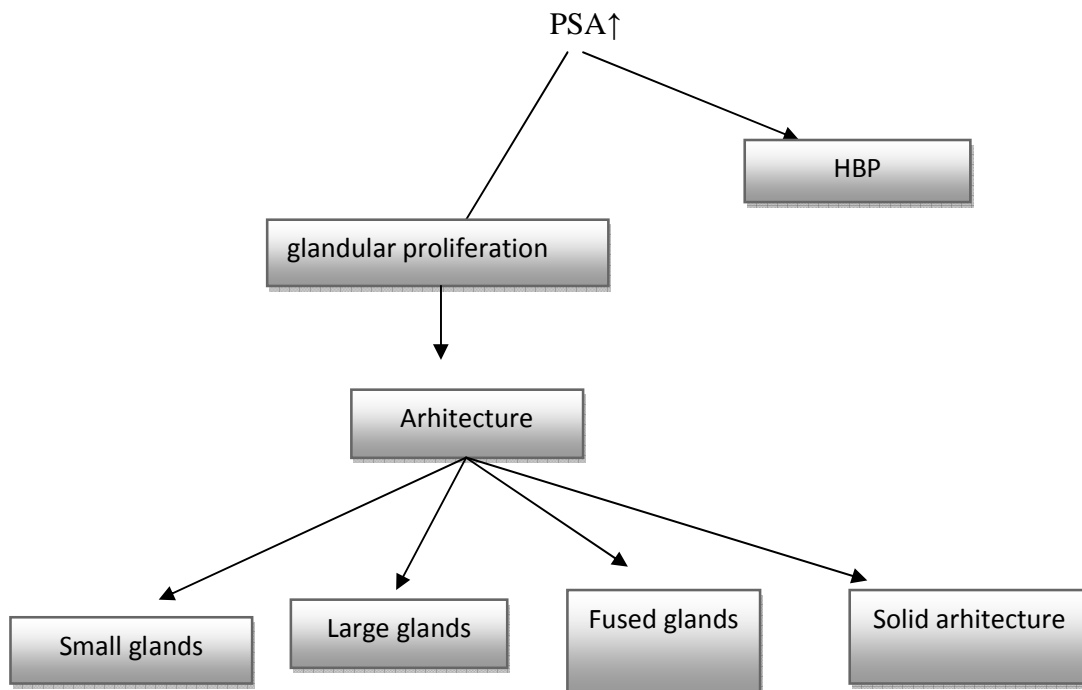 PSA↑
HBP
glandular proliferation
Arhitecture
Small glands
Large glands
Fused glands
Solid arhitecture